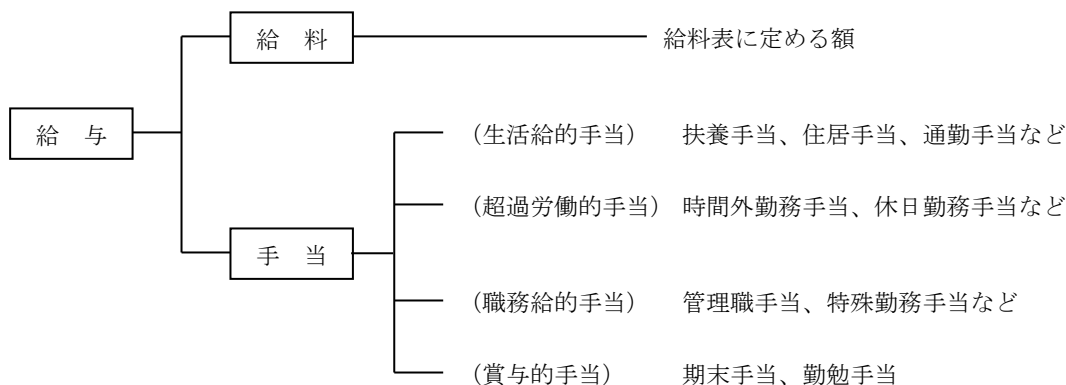 給 料
給料表に定める額
給 与
(生活給的手当) 扶養手当、住居手当、通勤手当など
(超過労働的手当) 時間外勤務手当、休日勤務手当など
手 当
(職務給的手当) 管理職手当、特殊勤務手当など
(賞与的手当) 期末手当、勤勉手当